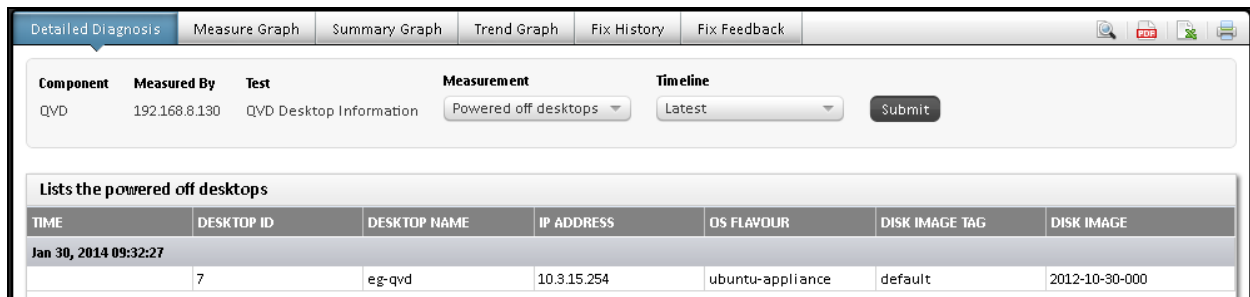 Detailed Diagnosis Measure Graph Summary Graph Trend Graph Fix History Fix Feedback PDF
Component Measured By Test Measurement Timeline
QVD 192.168.8.130 QVD Desktop Information Powered off desktops Latest Submit
Lists the powered off desktops
TIME DESKTOP ID DESKTOP NAME IP ADDRESS OS FLAVOUR DISK IMAGE TAG DISK IMAGE
Jan 30, 2014 09:32:27
7 eg-qvd 10.3.15.254 ubuntu-appliance default 2012-10-30-000